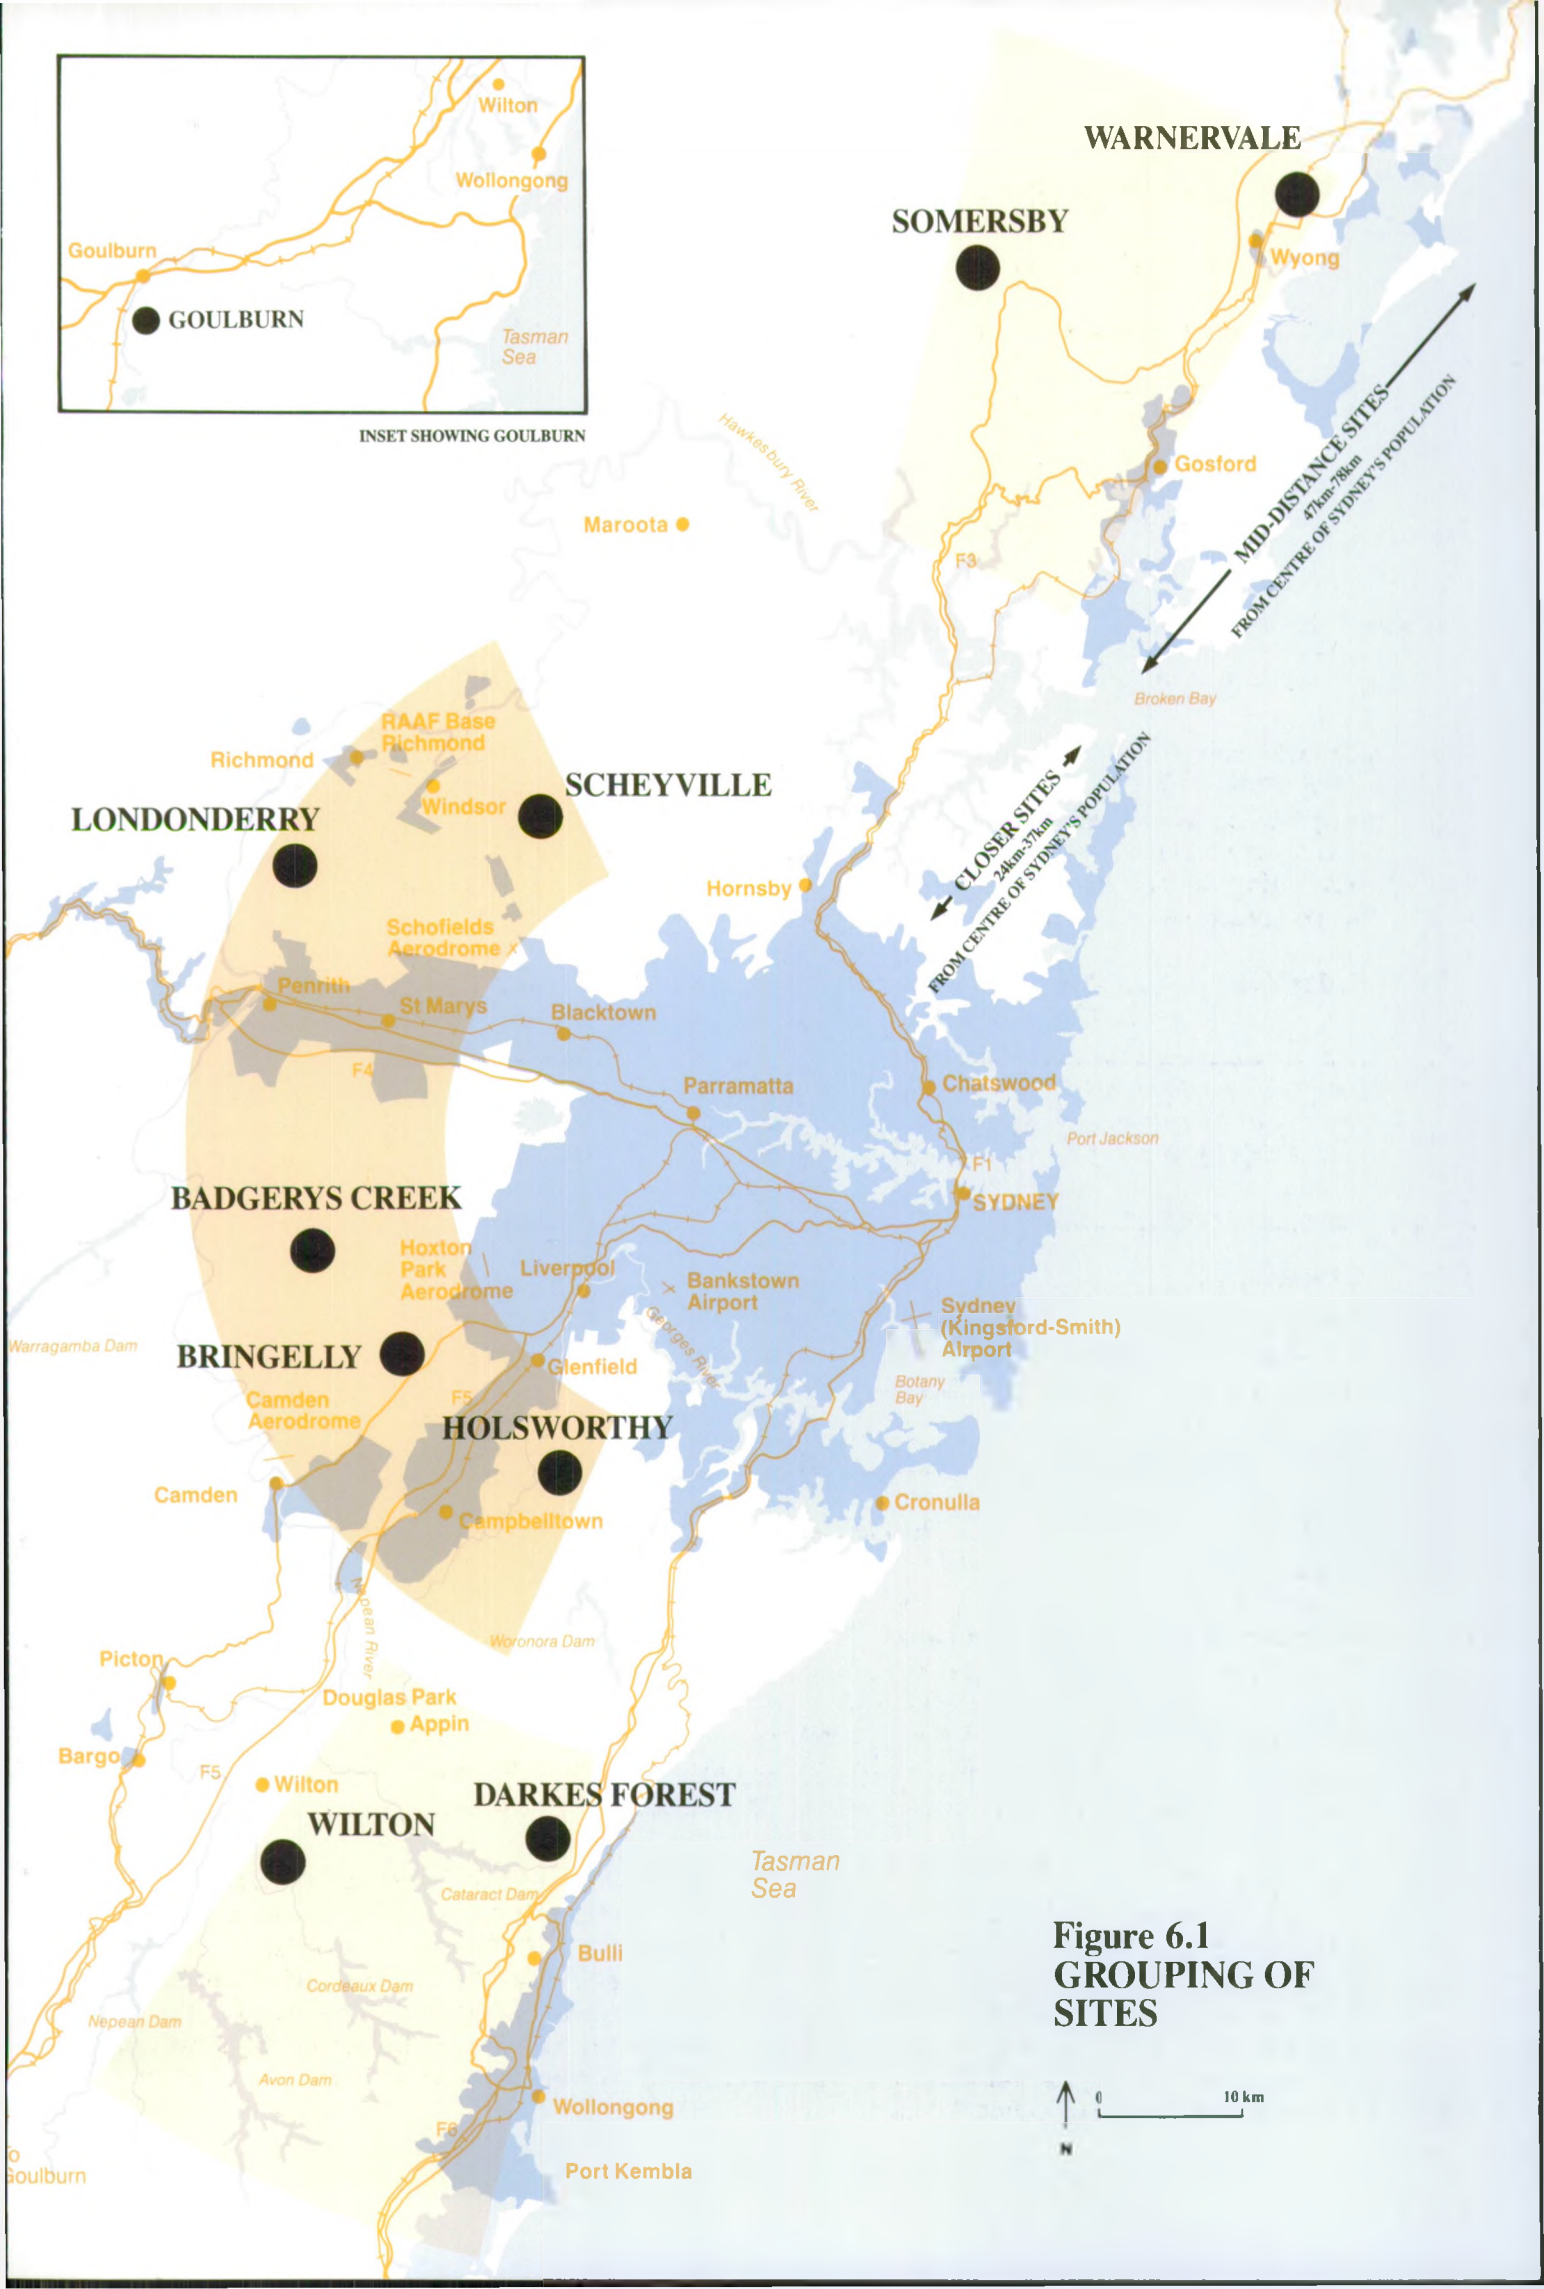 Wilton
Wollongong
Goulburn
GOULBURN
Tasman
Sea
INSET SHOWING GOULBURN
WARNERVALE
SOMERSBY
Wyong
MID-DISTANCE SITES
47km-78km
FROM CENTRE OF SYDNEY'S POPULATION
Hawkesbury River
Gosford
Maroota
F3
Broken Bay
RAAF Base
Richmond
Richmond
SCHEYVILLE
Windsor
LONDONDERRY
CLOSER SITES
24km-37km
FROM CENTRE OF SYDNEY'S POPULATION
Hornsby
Schofields
Aerodrome
Penrith
St Marys
Blacktown
F4
Parramatta
Chatswood
Port Jackson
F1
SYDNEY
BADGERYS CREEK
Hoxton
Park
Aerodrome
Liverpool
Bankstown
Airport
Georges River
Sydney
(Kingsford-Smith)
Airport
Warragamba Dam
BRINGELLY
Glenfield
Botany
Bay
Camden
Aerodrome
F5
HOLSWORTHY
Camden
Cronulla
Campbelltown
Nepean River
Woronora Dam
Picton
Douglas Park
Appin
Bargo
F5
Wilton
DARKES FOREST
WILTON
Tasman
Sea
Cataract Dam
Bulli
Figure 6.1
GROUPING OF
SITES
Cordeaux Dam
Nepean Dam
Avon Dam
0 10 km
Wollongong
F6
N
Port Kembla
o
Goulburn